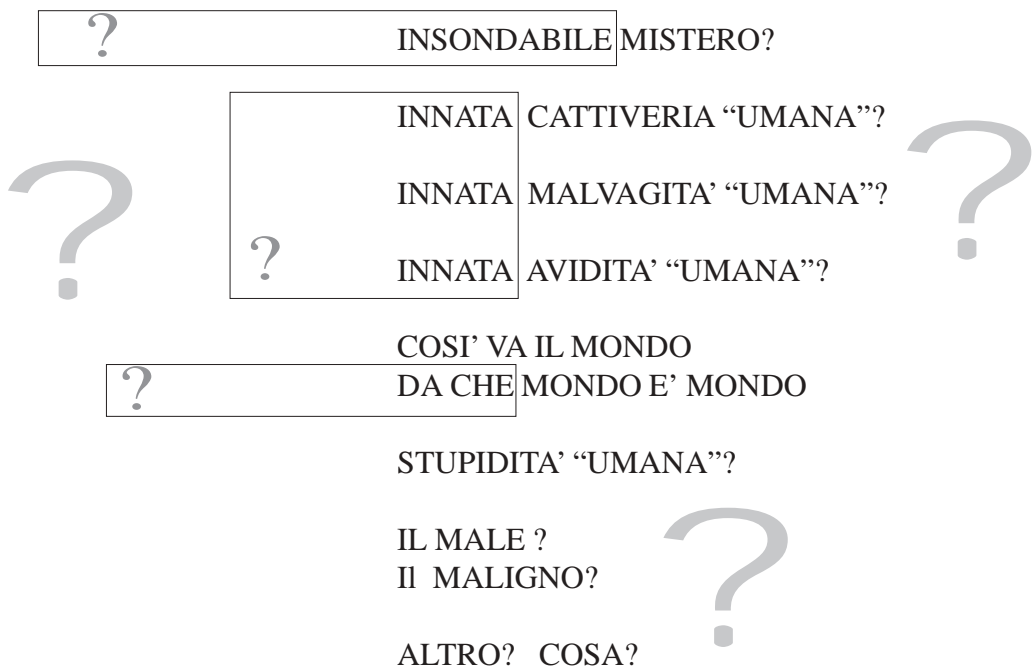 ? INSONDABILE MISTERO?
INNATA CATTIVERIA “UMANA”?
?
INNATA MALVAGITA’ “UMANA”?
?
? INNATA AVIDITA’ “UMANA”?
COSI’ VA IL MONDO
? DA CHE MONDO E’ MONDO
STUPIDITA’ “UMANA”?
IL MALE ?
Il MALIGNO?
?
ALTRO? COSA?